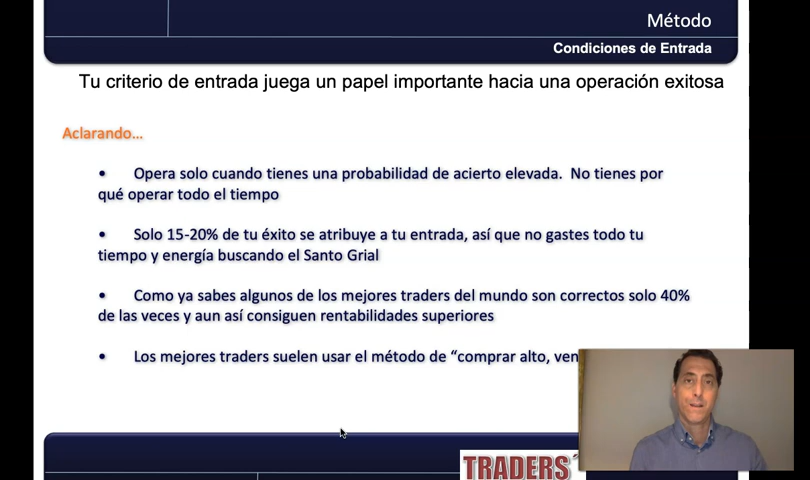 Método
Condiciones de Entrada
Tu criterio de entrada juega un papel importante hacia una operación exitosa
Aclarando...
• Opera solo cuando tienes una probabilidad de acierto elevada. No tienes por
qué operar todo el tiempo
• Solo 15-20% de tu éxito se atribuye a tu entrada, así que no gastes todo tu
tiempo y energía buscando el Santo Grial
• Como ya sabes algunos de los mejores traders del mundo son correctos solo 40%
de las veces y aun así consiguen rentabilidades superiores
• Los mejores traders suelen usar el método de “comprar alto, ven
TRADERS